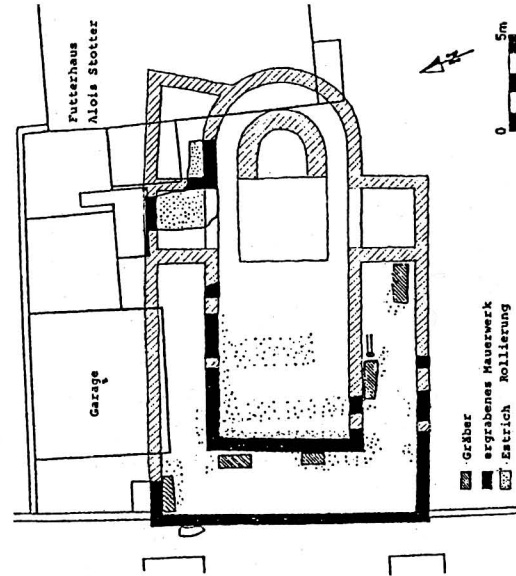 Futterhaus
Alois Stotter
Garage
N
0 5m
Gräber
ergrabenes Mauerwerk
Estrich Rollierung